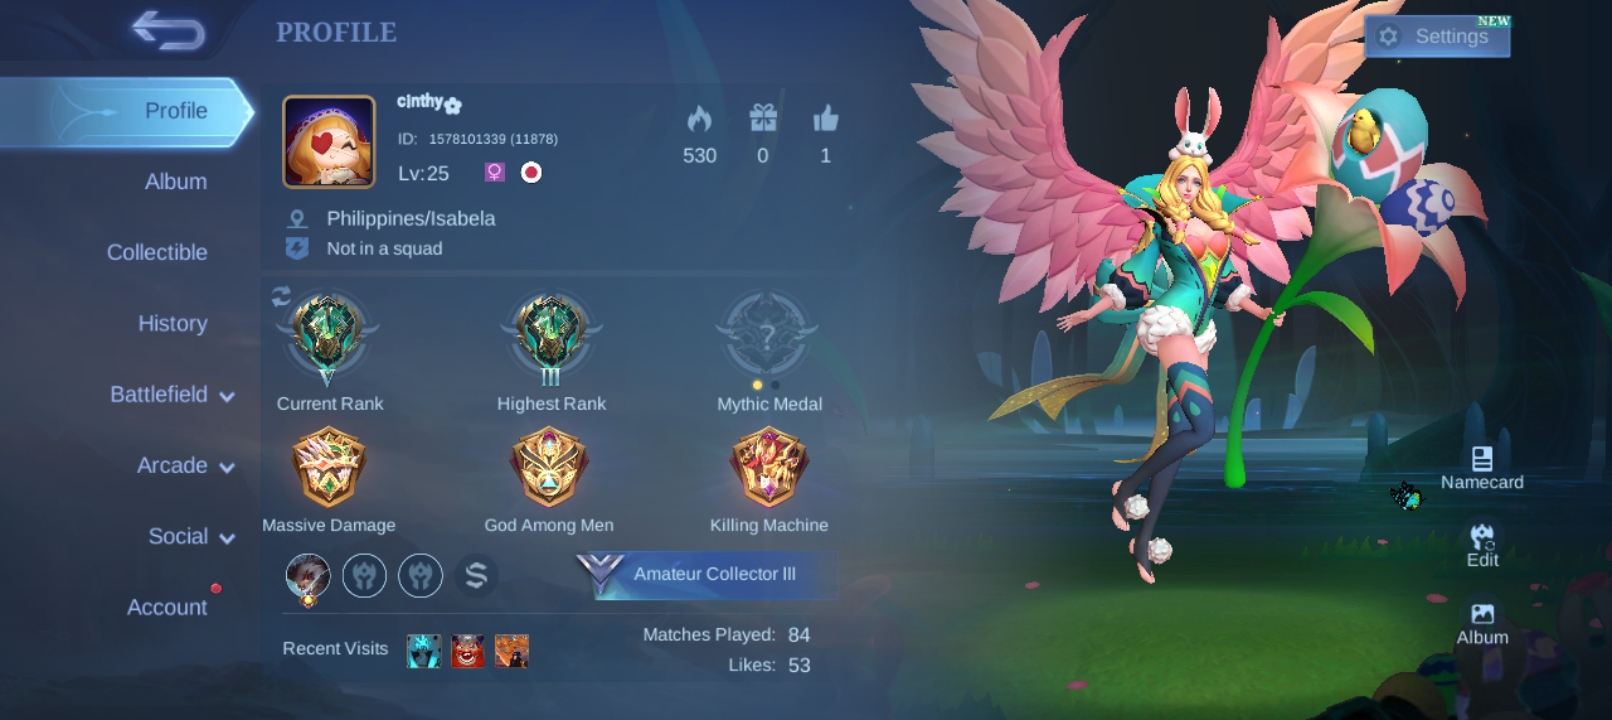 PROFILE
NEW
Settings
Profile
Album
Collectible
History
Battlefield
Arcade
Social
Account
cinthy✿
ID: 1578101339 (11878)
Lv:25
530
0
1
Philippines/Isabela
Not in a squad
V
III
?
Current Rank
Highest Rank
Mythic Medal
Massive Damage
God Among Men
Killing Machine
Amateur Collector III
Recent Visits
Matches Played: 84
Likes: 53
Namecard
Edit
Album